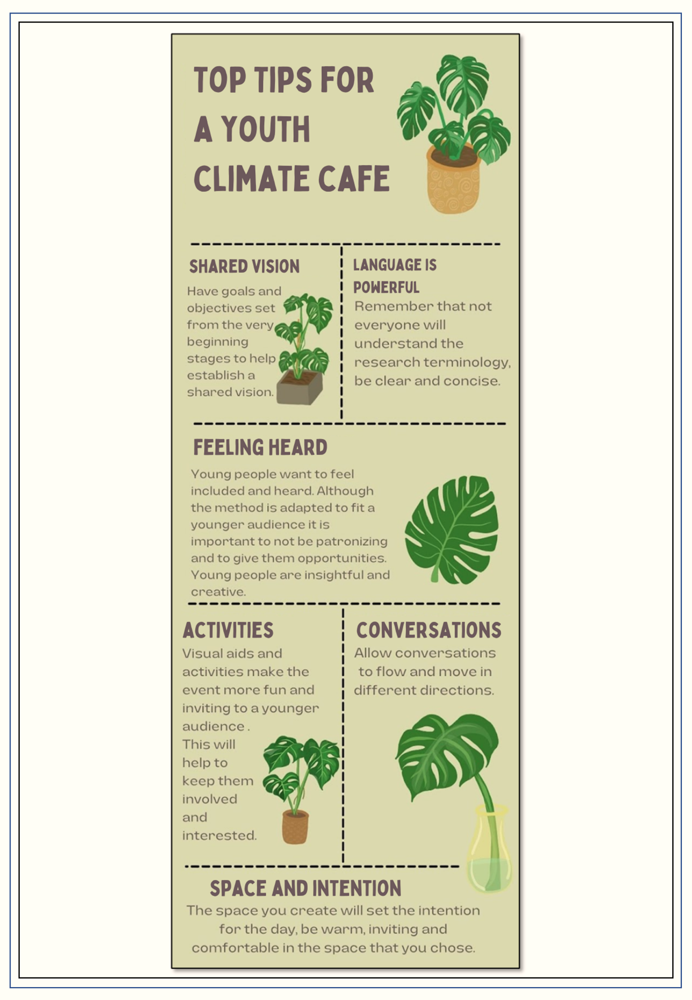 TOP TIPS FOR
A YOUTH
CLIMATE CAFE
SHARED VISION
Have goals and
objectives set
from the very
beginning
stages to help
establish a
shared vision.
LANGUAGE IS
POWERFUL
Remember that not
everyone will
understand the
research terminology,
be clear and concise.
FEELING HEARD
Young people want to feel
included and heard. Although
the method is adapted to fit a
younger audience it is
important to not be patronizing
and to give them opportunities.
Young people are insightful and
creative.
ACTIVITIES
Visual aids and
activities make the
event more fun and
inviting to a younger
audience .
This will
help to
keep them
involved
and
interested.
CONVERSATIONS
Allow conversations
to flow and move in
different directions.
SPACE AND INTENTION
The space you create will set the intention
for the day, be warm, inviting and
comfortable in the space that you chose.